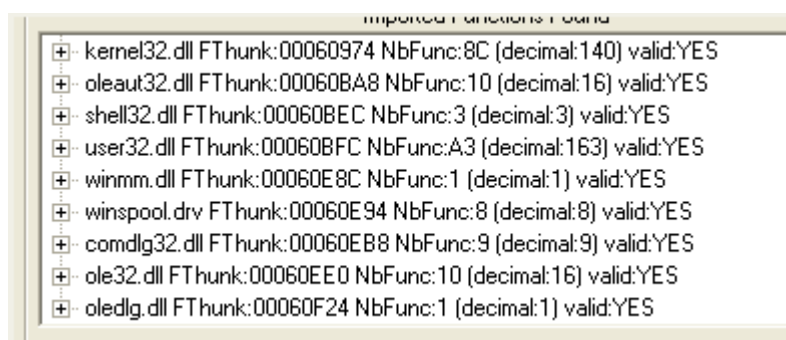 Imported Functions Found
kernel32.dll FThunk:00060974 NbFunc:8C (decimal:140) valid:YES
oleaut32.dll FThunk:00060BA8 NbFunc:10 (decimal:16) valid:YES
shell32.dll FThunk:00060BEC NbFunc:3 (decimal:3) valid:YES
user32.dll FThunk:00060BFC NbFunc:A3 (decimal:163) valid:YES
winmm.dll FThunk:00060E8C NbFunc:1 (decimal:1) valid:YES
winspool.drv FThunk:00060E94 NbFunc:8 (decimal:8) valid:YES
comdlg32.dll FThunk:00060EB8 NbFunc:9 (decimal:9) valid:YES
ole32.dll FThunk:00060EE0 NbFunc:10 (decimal:16) valid:YES
oledlg.dll FThunk:00060F24 NbFunc:1 (decimal:1) valid:YES